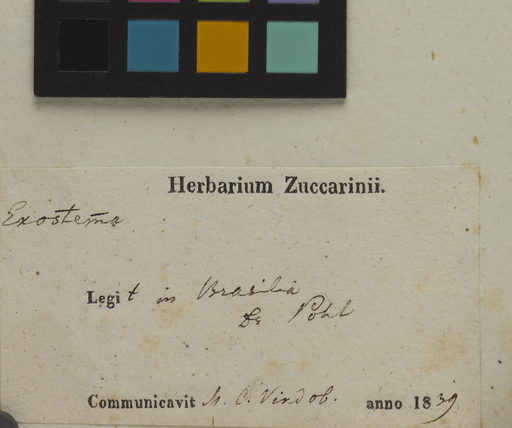 Herbarium Zuccarinii.
Exostema
Legit in Brasilia
Dr Pohl
Communicavit M. C. Vindob. anno 1839